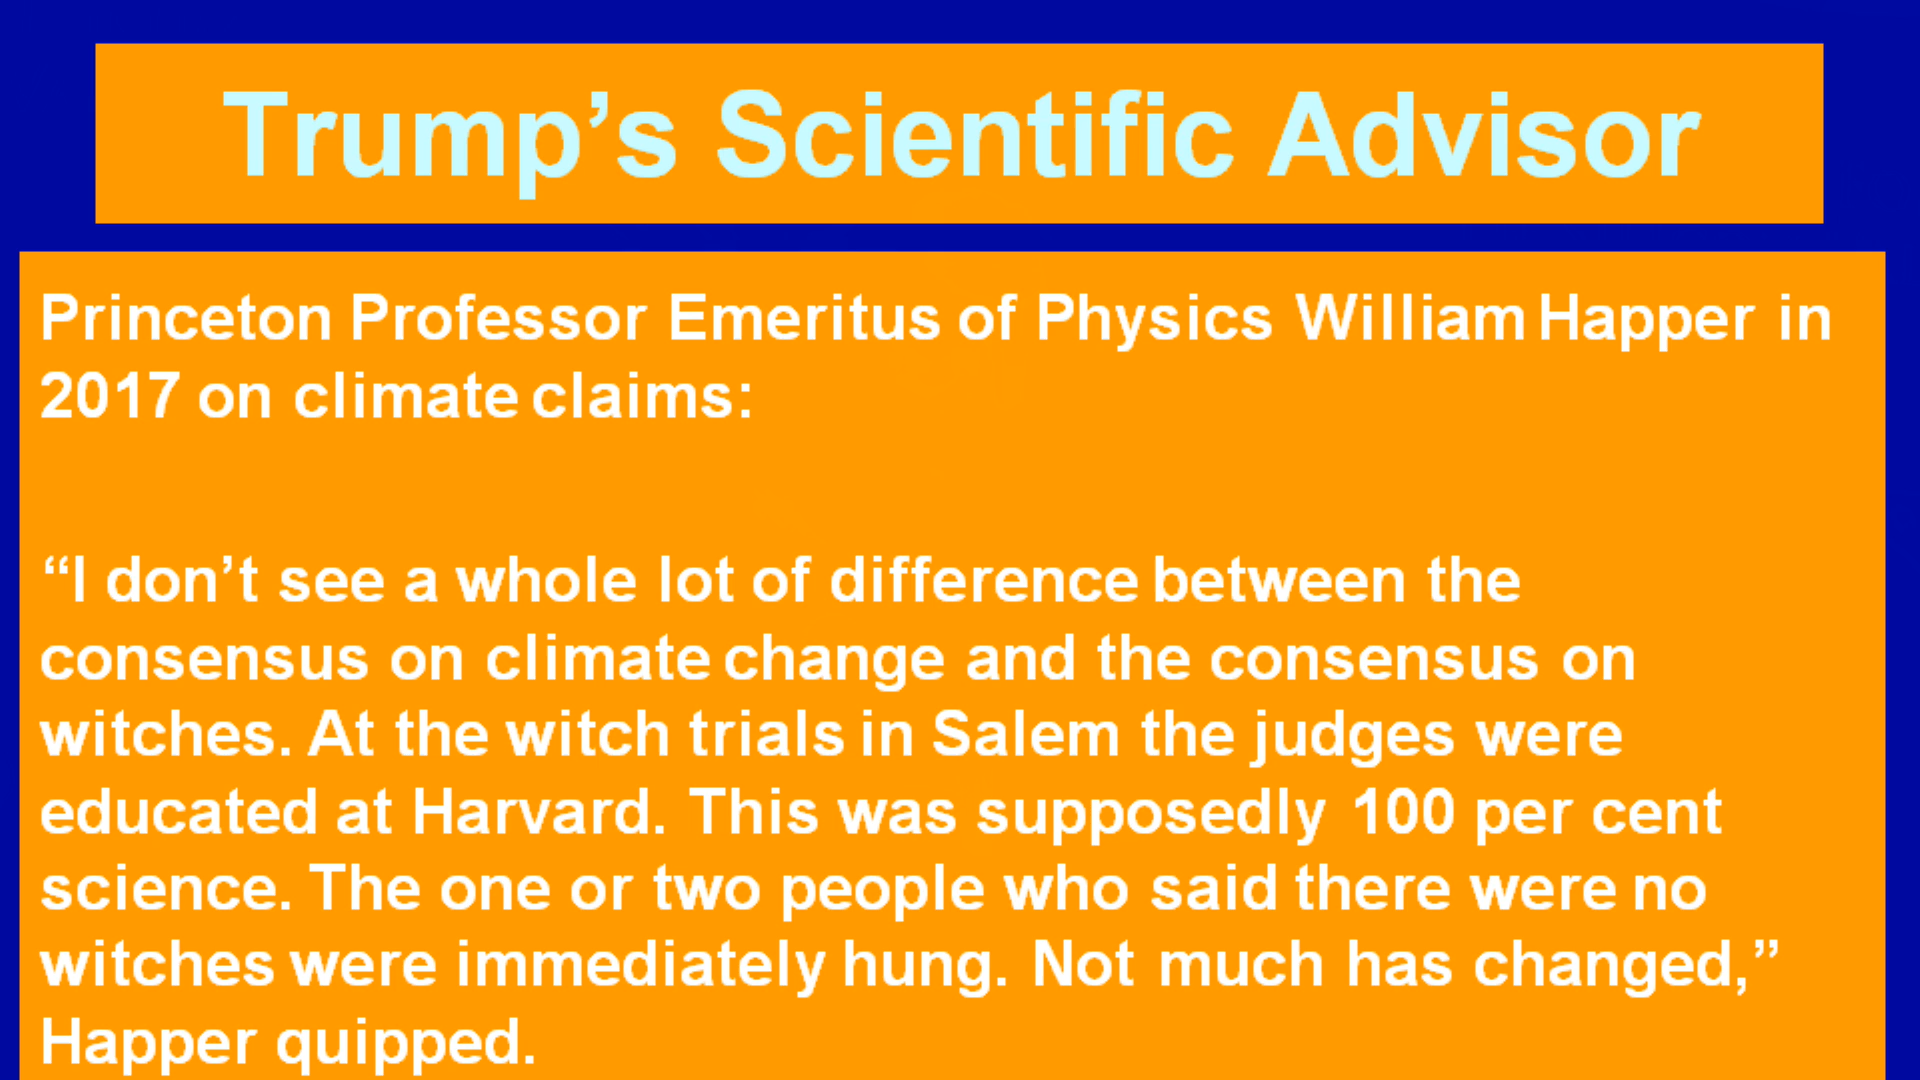 Trump’s Scientific Advisor
Princeton Professor Emeritus of Physics William Happer in
2017 on climate claims:
“I don’t see a whole lot of difference between the
consensus on climate change and the consensus on
witches. At the witch trials in Salem the judges were
educated at Harvard. This was supposedly 100 per cent
science. The one or two people who said there were no
witches were immediately hung. Not much has changed,”
Happer quipped.